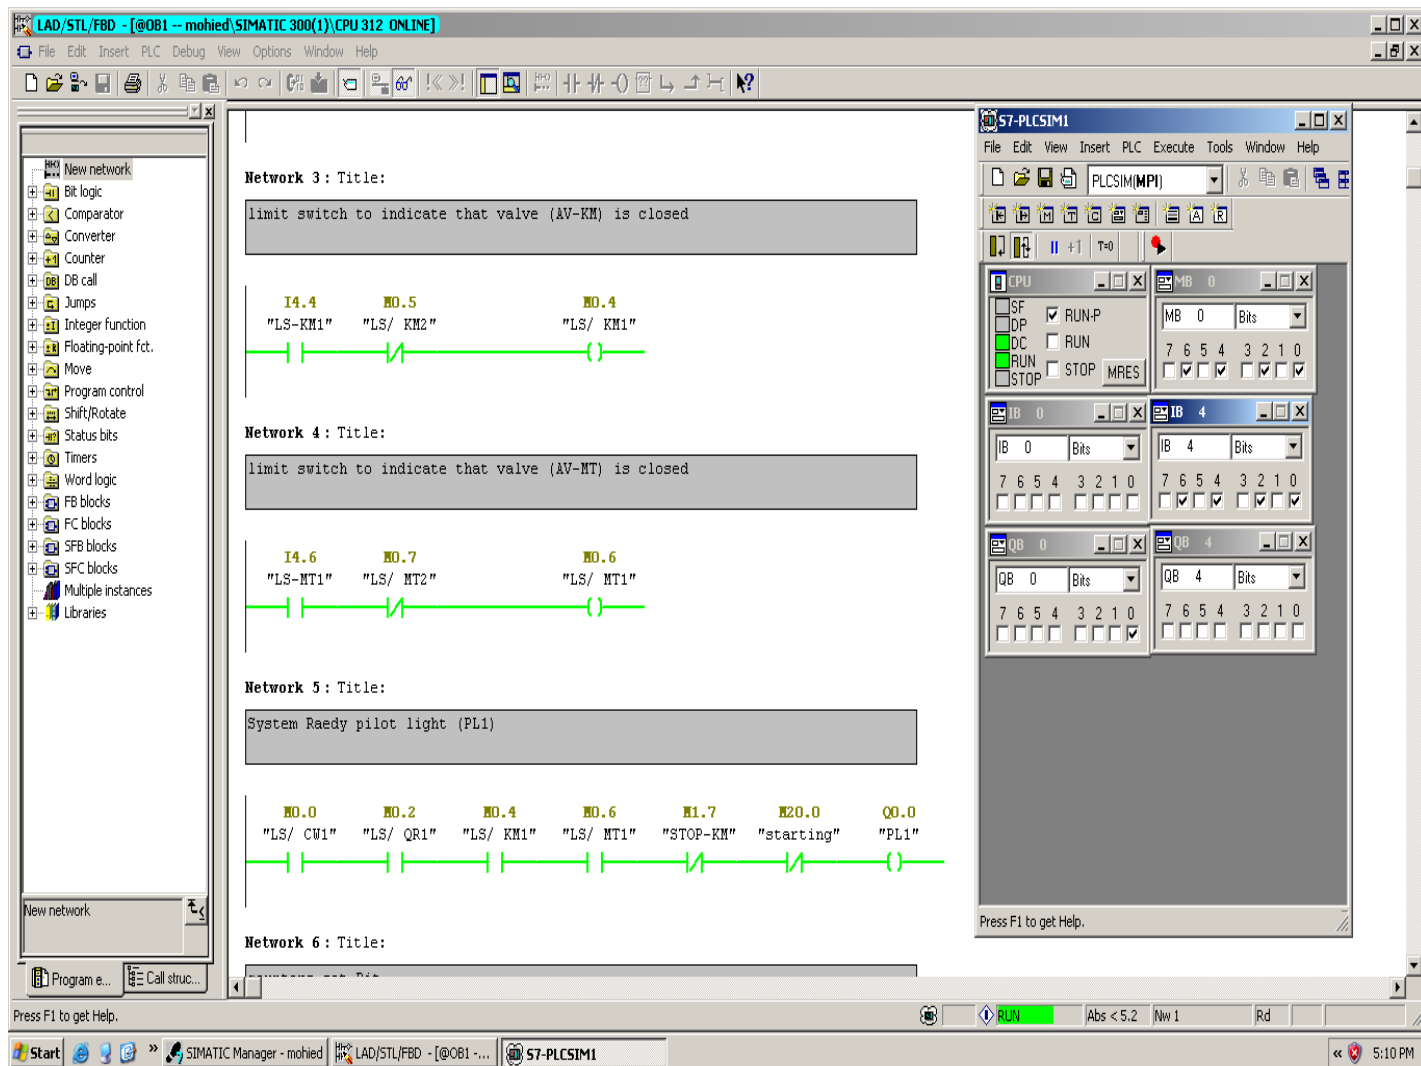 LAD/STL/FBD - [@OB1 -- mohied\SIMATIC 300(1)\CPU 312 ONLINE]
File Edit Insert PLC Debug View Options Window Help
New network
Bit logic
Comparator
Converter
Counter
DB call
Jumps
Integer function
Floating-point fct.
Move
Program control
Shift/Rotate
Status bits
Timers
Word logic
FB blocks
FC blocks
SFB blocks
SFC blocks
Multiple instances
Libraries
New network
Program e... Call struc...
Network 3 : Title:
limit switch to indicate that valve (AV-KM) is closed
I4.4 M0.5 M0.4
"LS-KM1" "LS/ KM2" "LS/ KM1"
Network 4 : Title:
limit switch to indicate that valve (AV-MT) is closed
I4.6 M0.7 M0.6
"LS-MT1" "LS/ MT2" "LS/ MT1"
Network 5 : Title:
System Raedy pilot light (PL1)
M0.0 M0.2 M0.4 M0.6 M1.7 M20.0 Q0.0
"LS/ CW1" "LS/ QR1" "LS/ KM1" "LS/ MT1" "STOP-KM" "starting" "PL1"
Network 6 : Title:
S7-PLCSIM1
File Edit View Insert PLC Execute Tools Window Help
PLCSIM(MPI)
+1 T=0
CPU
SF
DP
DC
RUN
STOP
RUN-P
RUN
STOP MRES
MB 0
MB 0 Bits
7 6 5 4 3 2 1 0
IB 0
IB 0 Bits
7 6 5 4 3 2 1 0
IB 4
IB 4 Bits
7 6 5 4 3 2 1 0
QB 0
QB 0 Bits
7 6 5 4 3 2 1 0
QB 4
QB 4 Bits
7 6 5 4 3 2 1 0
Press F1 to get Help.
Press F1 to get Help.
RUN Abs < 5.2 Nw 1 Rd
Start » SIMATIC Manager - mohied LAD/STL/FBD - [@OB1 -... S7-PLCSIM1 « 5:10 PM